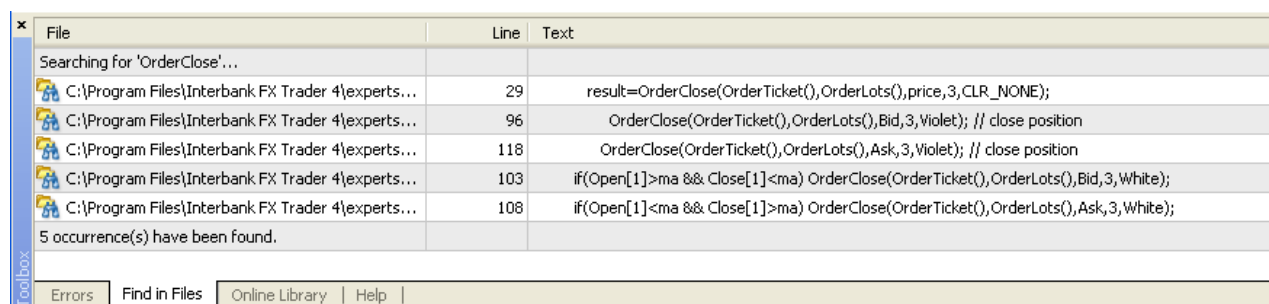 File Line Text
Searching for 'OrderClose'...
C:\Program Files\Interbank FX Trader 4\experts... 29 result=OrderClose(OrderTicket(),OrderLots(),price,3,CLR_NONE);
C:\Program Files\Interbank FX Trader 4\experts... 96 OrderClose(OrderTicket(),OrderLots(),Bid,3,Violet); // close position
C:\Program Files\Interbank FX Trader 4\experts... 118 OrderClose(OrderTicket(),OrderLots(),Ask,3,Violet); // close position
C:\Program Files\Interbank FX Trader 4\experts... 103 if(Open[1]>ma && Close[1]<ma) OrderClose(OrderTicket(),OrderLots(),Bid,3,White);
C:\Program Files\Interbank FX Trader 4\experts... 108 if(Open[1]<ma && Close[1]>ma) OrderClose(OrderTicket(),OrderLots(),Ask,3,White);
5 occurrence(s) have been found.
Toolbox
Errors Find in Files Online Library | Help |